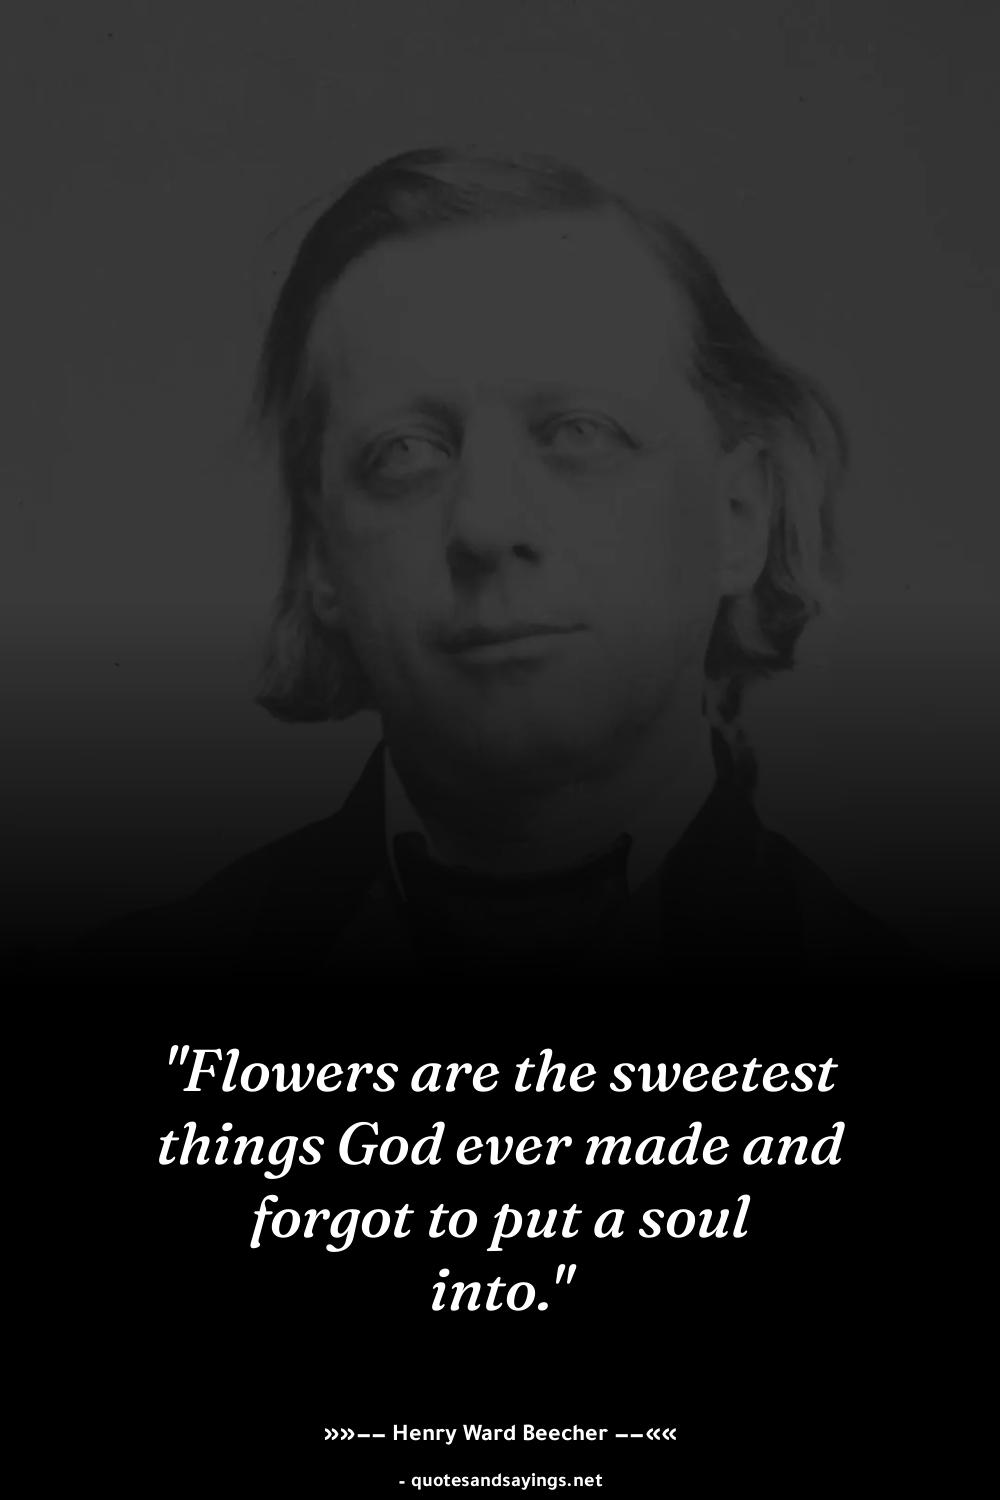 "Flowers are the sweetest
things God ever made and
forgot to put a soul
into."
»»−− Henry Ward Beecher −−««
- quotesandsayings.net